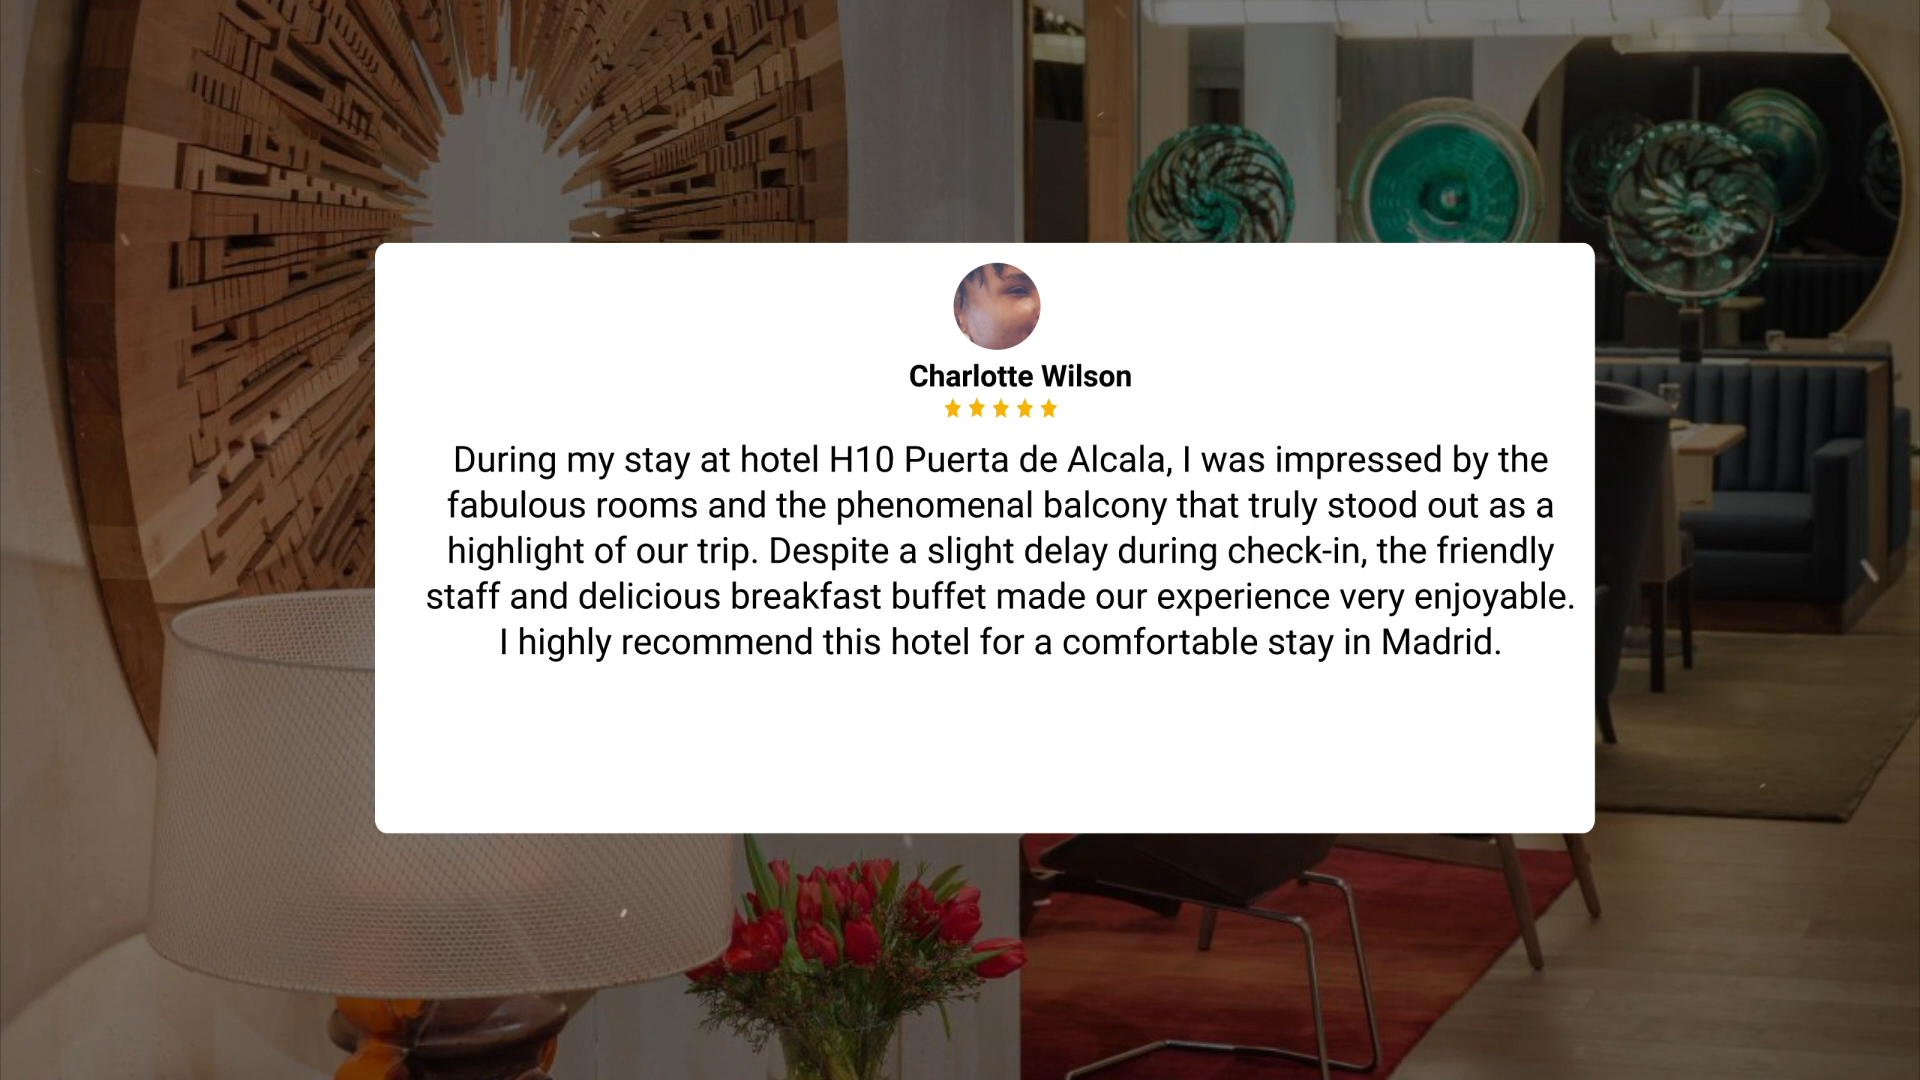 Charlotte Wilson
During my stay at hotel H10 Puerta de Alcala, I was impressed by the
fabulous rooms and the phenomenal balcony that truly stood out as a
highlight of our trip. Despite a slight delay during check-in, the friendly
staff and delicious breakfast buffet made our experience very enjoyable.
I highly recommend this hotel for a comfortable stay in Madrid.